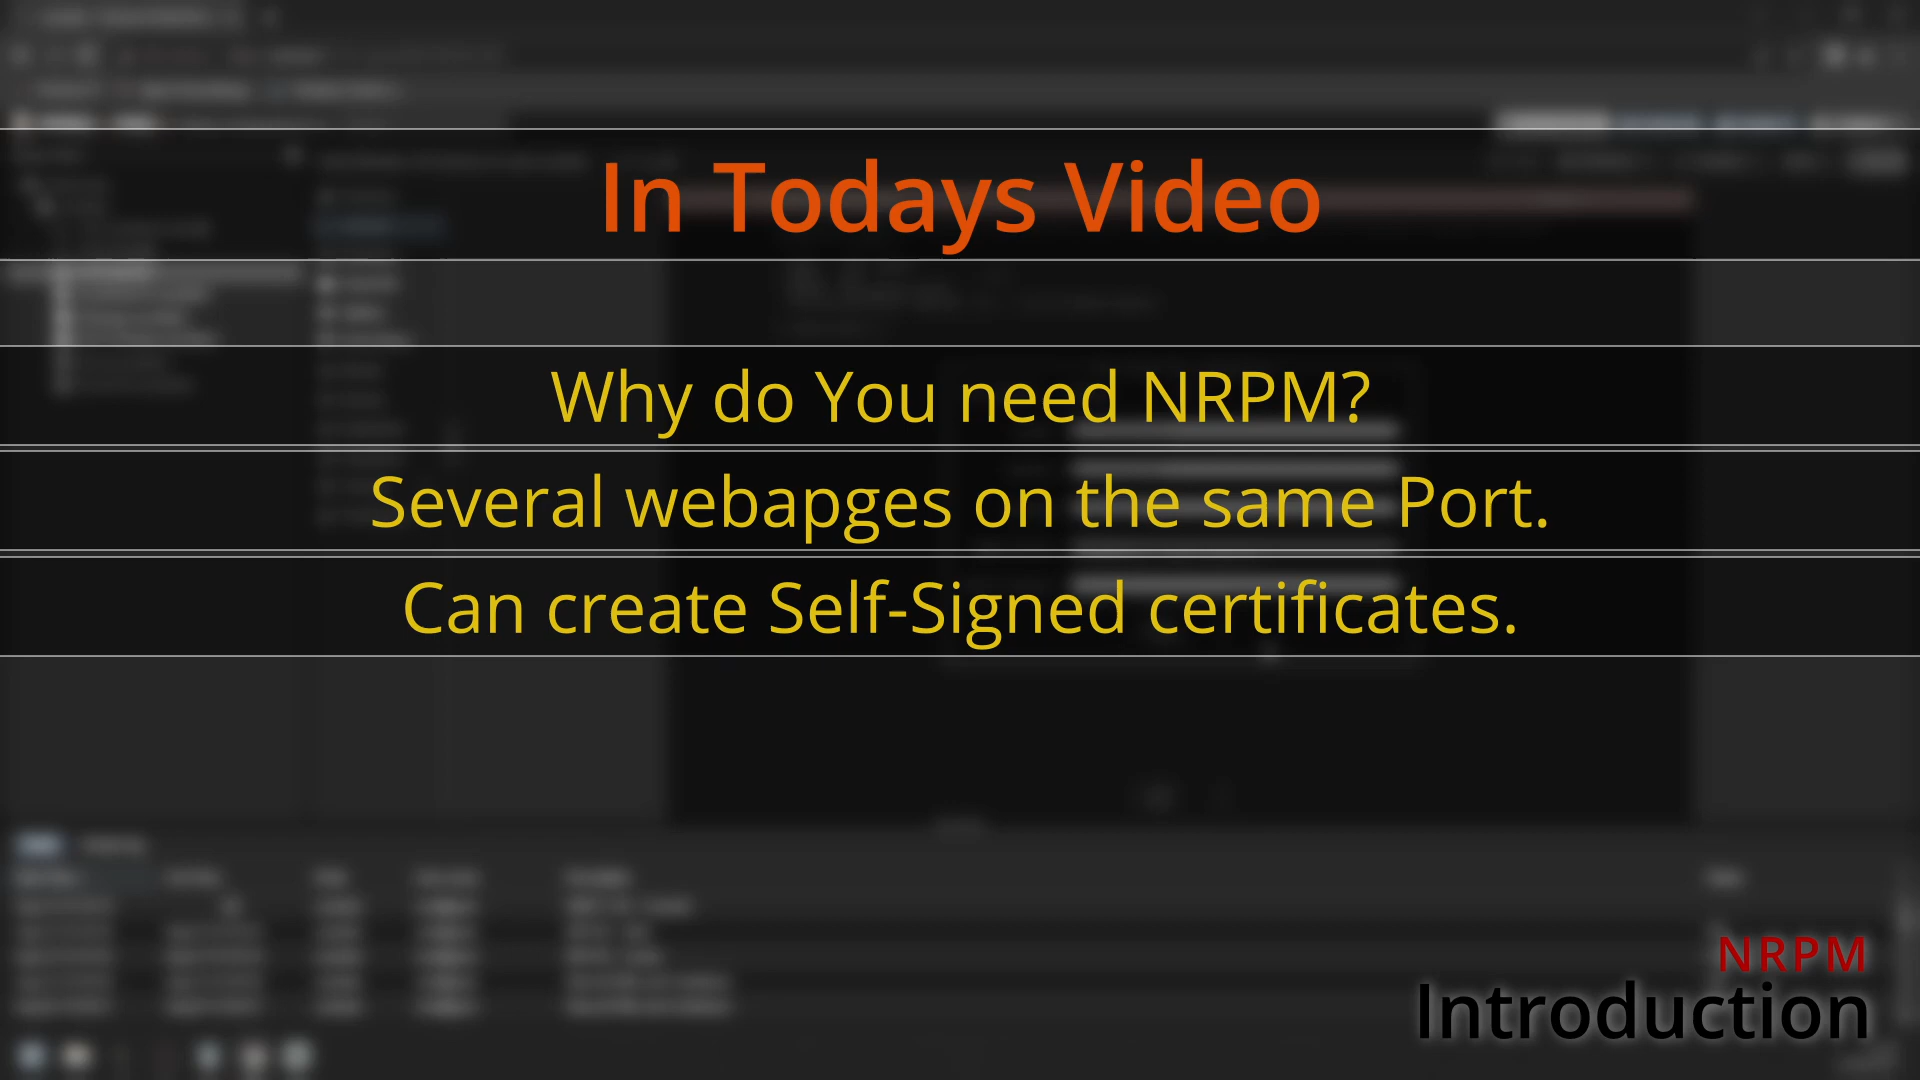 In Todays Video
Why do You need NRPM?
Several webapges on the same Port.
Can create Self-Signed certificates.
NRPM
Introduction